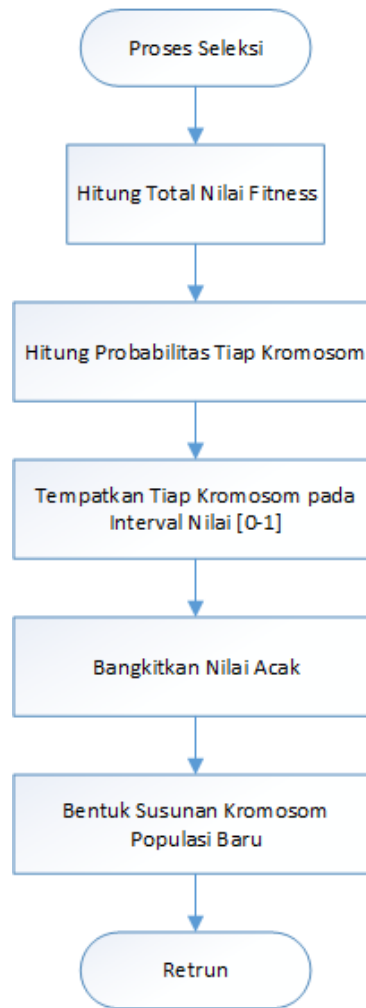 Proses Seleksi
Hitung Total Nilai Fitness
Hitung Probabilitas Tiap Kromosom
Tempatkan Tiap Kromosom pada
Interval Nilai [0-1]
Bangkitkan Nilai Acak
Bentuk Susunan Kromosom
Populasi Baru
Retrun